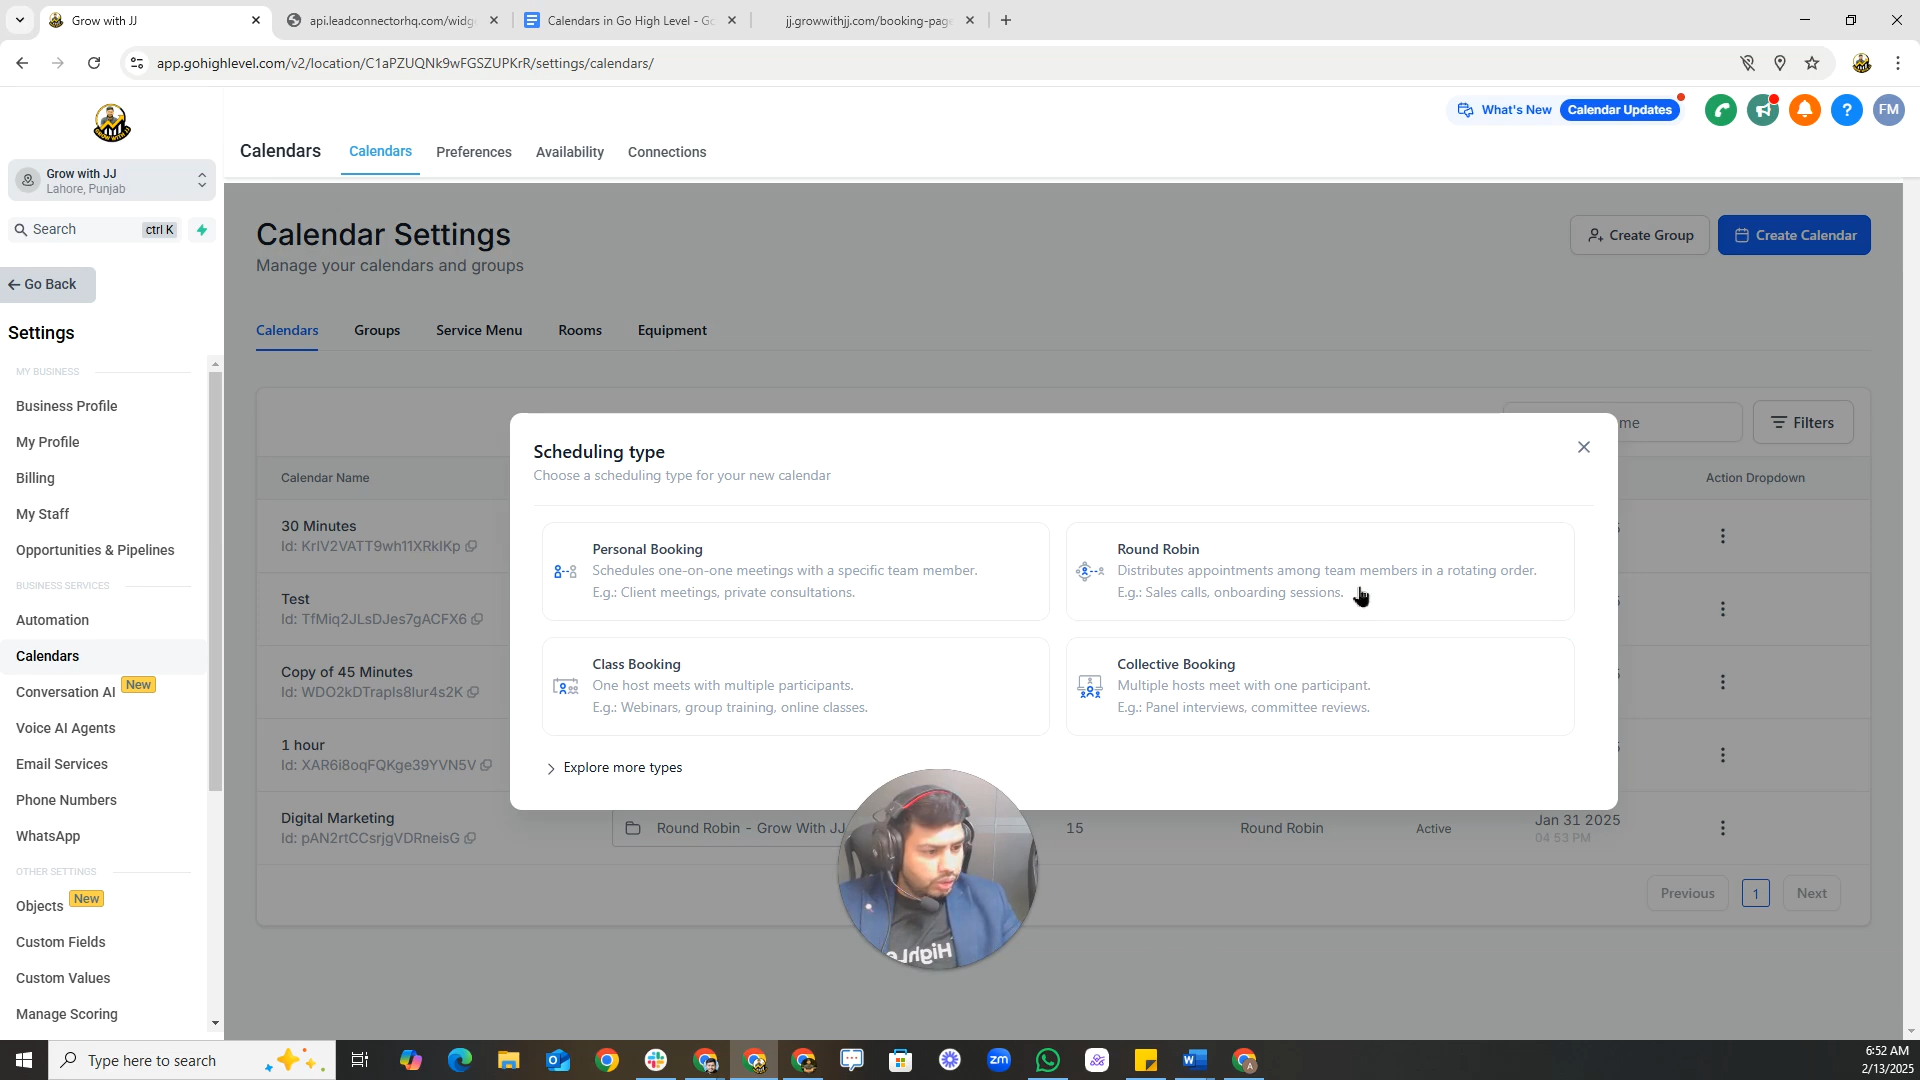 Grow with JJ
api.leadconnectorhq.com/widg
Calendars in Go High Level - Go
jj.growwithjj.com/booking-page
app.gohighlevel.com/v2/location/C1aPZUQNk9wFGSZUPKrR/settings/calendars/
What's New
Calendar Updates
?
FM
Calendars
Calendars
Preferences
Availability
Connections
Grow with JJ
Lahore, Punjab
Search
ctrl K
Go Back
Settings
MY BUSINESS
Business Profile
My Profile
Billing
My Staff
Opportunities & Pipelines
BUSINESS SERVICES
Automation
Calendars
Conversation AI New
Voice AI Agents
Email Services
Phone Numbers
WhatsApp
OTHER SETTINGS
Objects New
Custom Fields
Custom Values
Manage Scoring
Calendar Settings
Manage your calendars and groups
Create Group
Create Calendar
Calendars
Groups
Service Menu
Rooms
Equipment
me
Filters
Calendar Name
Action Dropdown
30 Minutes
Id: KrIV2VATT9wh11XRkIKp
Test
Id: TfMiq2JLsDJes7gACFX6
Copy of 45 Minutes
Id: WDO2kDTrapIs8lur4s2K
1 hour
Id: XAR6i8oqFQKge39YVN5V
Digital Marketing
Id: pAN2rtCCsrjgVDRneisG
Round Robin - Grow With JJ
15
Round Robin
Active
Jan 31 2025
04 53 PM
Previous
1
Next
Scheduling type
Choose a scheduling type for your new calendar
Personal Booking
Schedules one-on-one meetings with a specific team member.
E.g.: Client meetings, private consultations.
Round Robin
Distributes appointments among team members in a rotating order.
E.g.: Sales calls, onboarding sessions.
Class Booking
One host meets with multiple participants.
E.g.: Webinars, group training, online classes.
Collective Booking
Multiple hosts meet with one participant.
E.g.: Panel interviews, committee reviews.
Explore more types
HighLe
Type here to search
zm
6:52 AM
2/13/2025